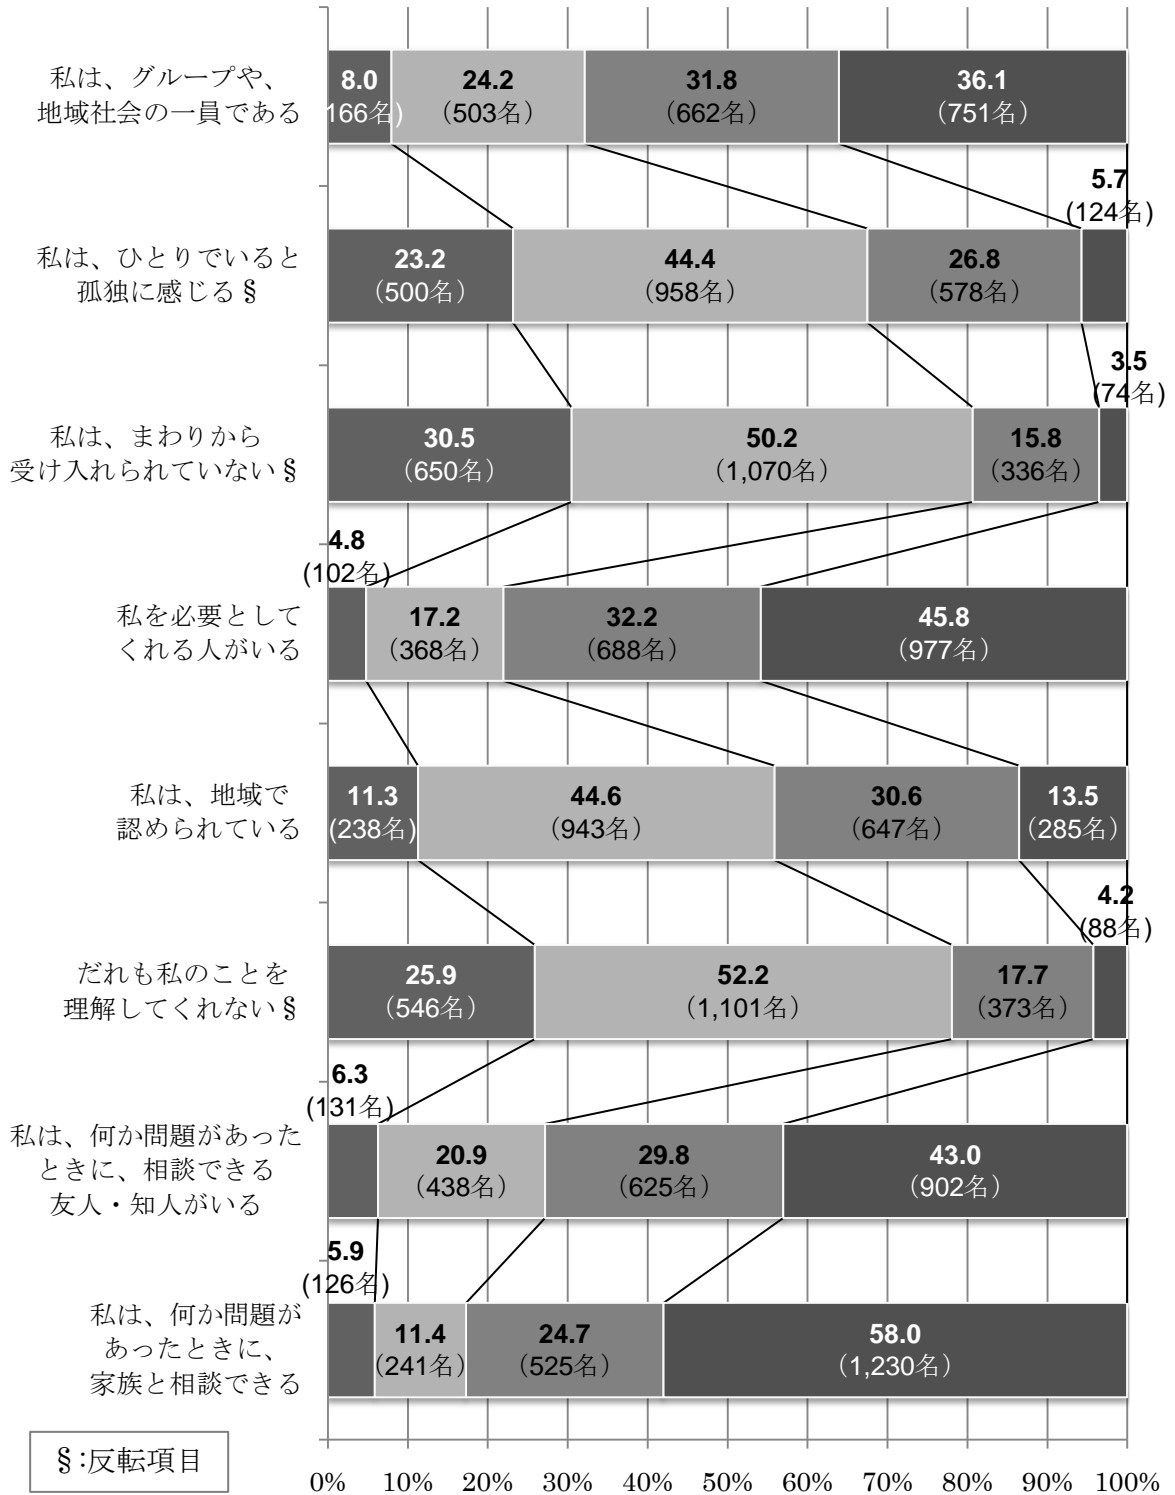 私は、グループや、
地域社会の一員である
8.0
(166名)
24.2
（503名）
31.8
（662名）
36.1
（751名）
5.7
(124名)
私は、ひとりでいると
孤独に感じる§
23.2
（500名）
44.4
（958名）
26.8
（578名）
3.5
(74名)
私は、まわりから
受け入れられていない§
30.5
（650名）
50.2
（1,070名）
15.8
（336名）
4.8
(102名)
私を必要として
くれる人がいる
17.2
（368名）
32.2
（688名）
45.8
（977名）
私は、地域で
認められている
11.3
(238名)
44.6
（943名）
30.6
（647名）
13.5
（285名）
4.2
(88名)
だれも私のことを
理解してくれない§
25.9
（546名）
52.2
（1,101名）
17.7
（373名）
6.3
(131名)
私は、何か問題があった
ときに、相談できる
友人・知人がいる
20.9
（438名）
29.8
（625名）
43.0
（902名）
5.9
(126名)
私は、何か問題が
あったときに、
家族と相談できる
11.4
(241名)
24.7
（525名）
58.0
（1,230名）
§:反転項目
0% 10% 20% 30% 40% 50% 60% 70% 80% 90% 100%